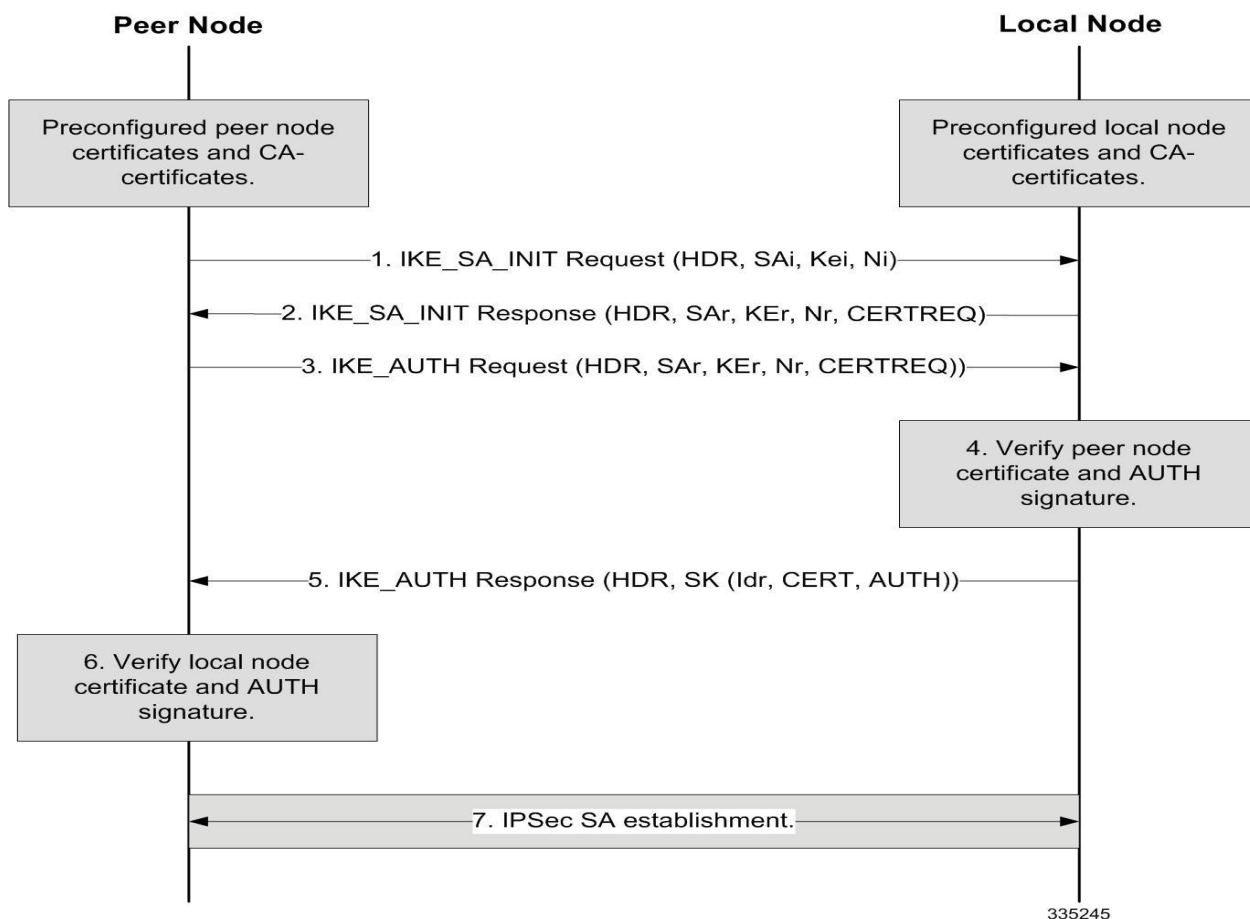 Peer Node
Local Node
Preconfigured peer node
certificates and CA-
certificates.
Preconfigured local node
certificates and CA-
certificates.
1. IKE_SA_INIT Request (HDR, SAi, Kei, Ni)
2. IKE_SA_INIT Response (HDR, SAr, KEr, Nr, CERTREQ)
3. IKE_AUTH Request (HDR, SAr, KEr, Nr, CERTREQ))
4. Verify peer node
certificate and AUTH
signature.
5. IKE_AUTH Response (HDR, SK (Idr, CERT, AUTH))
6. Verify local node
certificate and AUTH
signature.
7. IPSec SA establishment.
335245